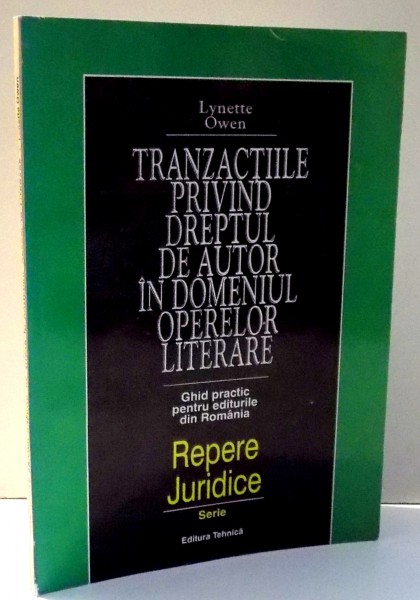 Lynette
Owen
TRANZACTIILE
PRIVIND
DREPTUL
DE AUTOR
ÎN DOMENIUL
OPERELOR
LITERARE
Ghid practic
pentru editurile
din România
Repere
Juridice
Serie
Editura Tehnică